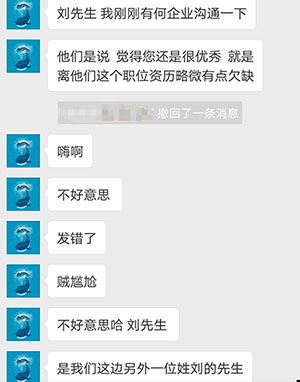 刘先生 我刚刚有何企业沟通一下
他们是说 觉得您还是很优秀 就是
离他们这个职位资历略微有点欠缺
撤回了一条消息
嗨啊
不好意思
发错了
贼尴尬
不好意思哈 刘先生
是我们这边另外一位姓刘的先生